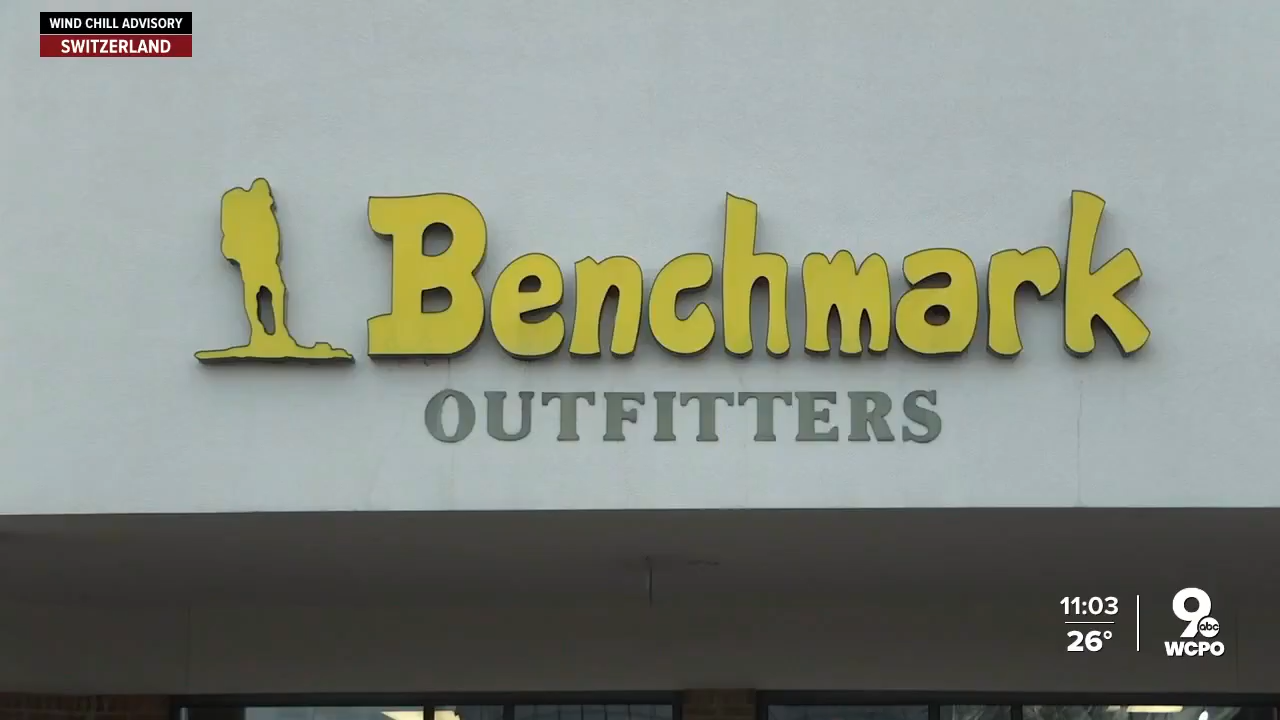 WIND CHILL ADVISORY
SWITZERLAND
Benchmark
OUTFITTERS
11:03
26°
9
abc
WCPO